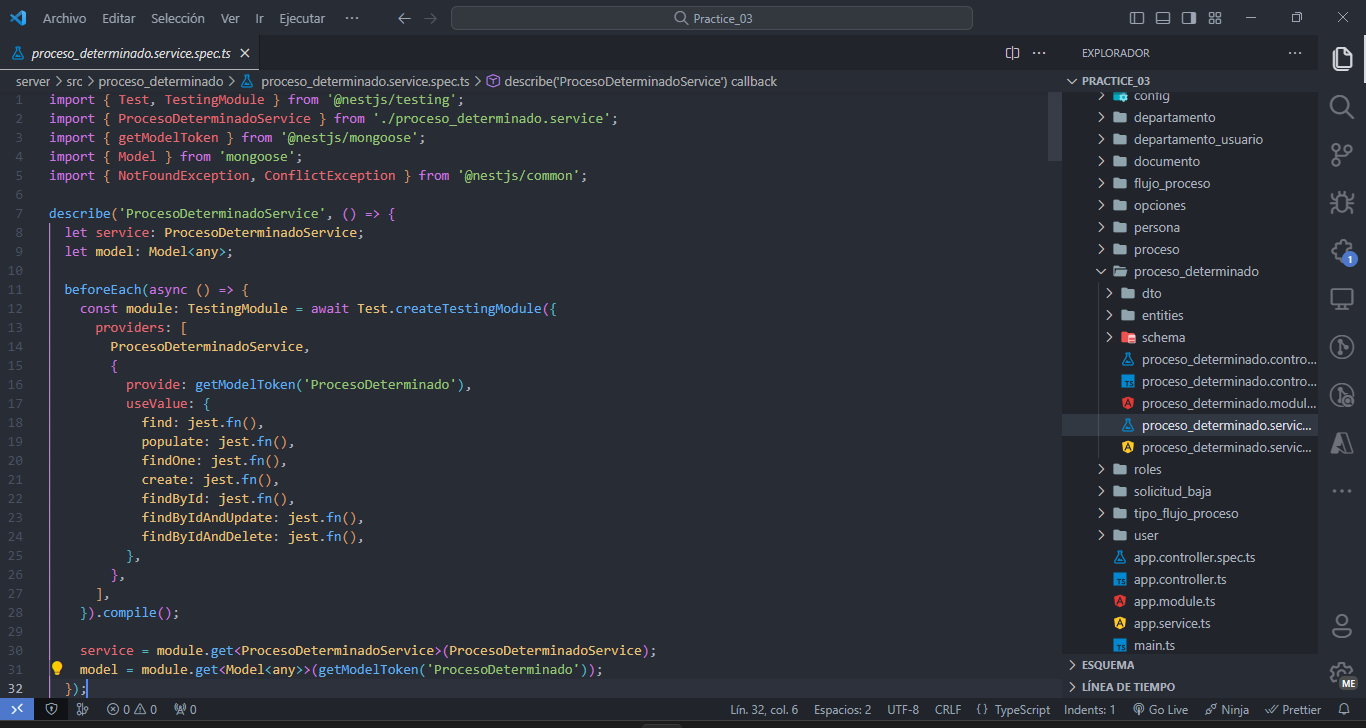 Archivo Editar Selección Ver Ir Ejecutar ··· Practice_03
proceso_determinado.service.spec.ts
server > src > proceso_determinado > proceso_determinado.service.spec.ts > describe('ProcesoDeterminadoService') callback
1 import { Test, TestingModule } from '@nestjs/testing';
2 import { ProcesoDeterminadoService } from './proceso_determinado.service';
3 import { getModelToken } from '@nestjs/mongoose';
4 import { Model } from 'mongoose';
5 import { NotFoundException, ConflictException } from '@nestjs/common';
6
7 describe('ProcesoDeterminadoService', () => {
8 let service: ProcesoDeterminadoService;
9 let model: Model<any>;
10
11 beforeEach(async () => {
12 const module: TestingModule = await Test.createTestingModule({
13 providers: [
14 ProcesoDeterminadoService,
15 {
16 provide: getModelToken('ProcesoDeterminado'),
17 useValue: {
18 find: jest.fn(),
19 populate: jest.fn(),
20 findOne: jest.fn(),
21 create: jest.fn(),
22 findById: jest.fn(),
23 findByIdAndUpdate: jest.fn(),
24 findByIdAndDelete: jest.fn(),
25 },
26 },
27 ],
28 }).compile();
29
30 service = module.get<ProcesoDeterminadoService>(ProcesoDeterminadoService);
31 model = module.get<Model<any>>(getModelToken('ProcesoDeterminado'));
32 });
EXPLORADOR ···
PRACTICE_03
config
departamento
departamento_usuario
documento
flujo_proceso
opciones
persona
proceso
proceso_determinado
dto
entities
schema
proceso_determinado.contro...
proceso_determinado.contro...
proceso_determinado.modul...
proceso_determinado.servic...
proceso_determinado.servic...
roles
solicitud_baja
tipo_flujo_proceso
user
app.controller.spec.ts
TS app.controller.ts
app.module.ts
app.service.ts
TS main.ts
ESQUEMA
LÍNEA DE TIEMPO
1
ME
0 0 0 Lín. 32, col. 6 Espacios: 2 UTF-8 CRLF {} TypeScript Indents: 1 Go Live Ninja Prettier